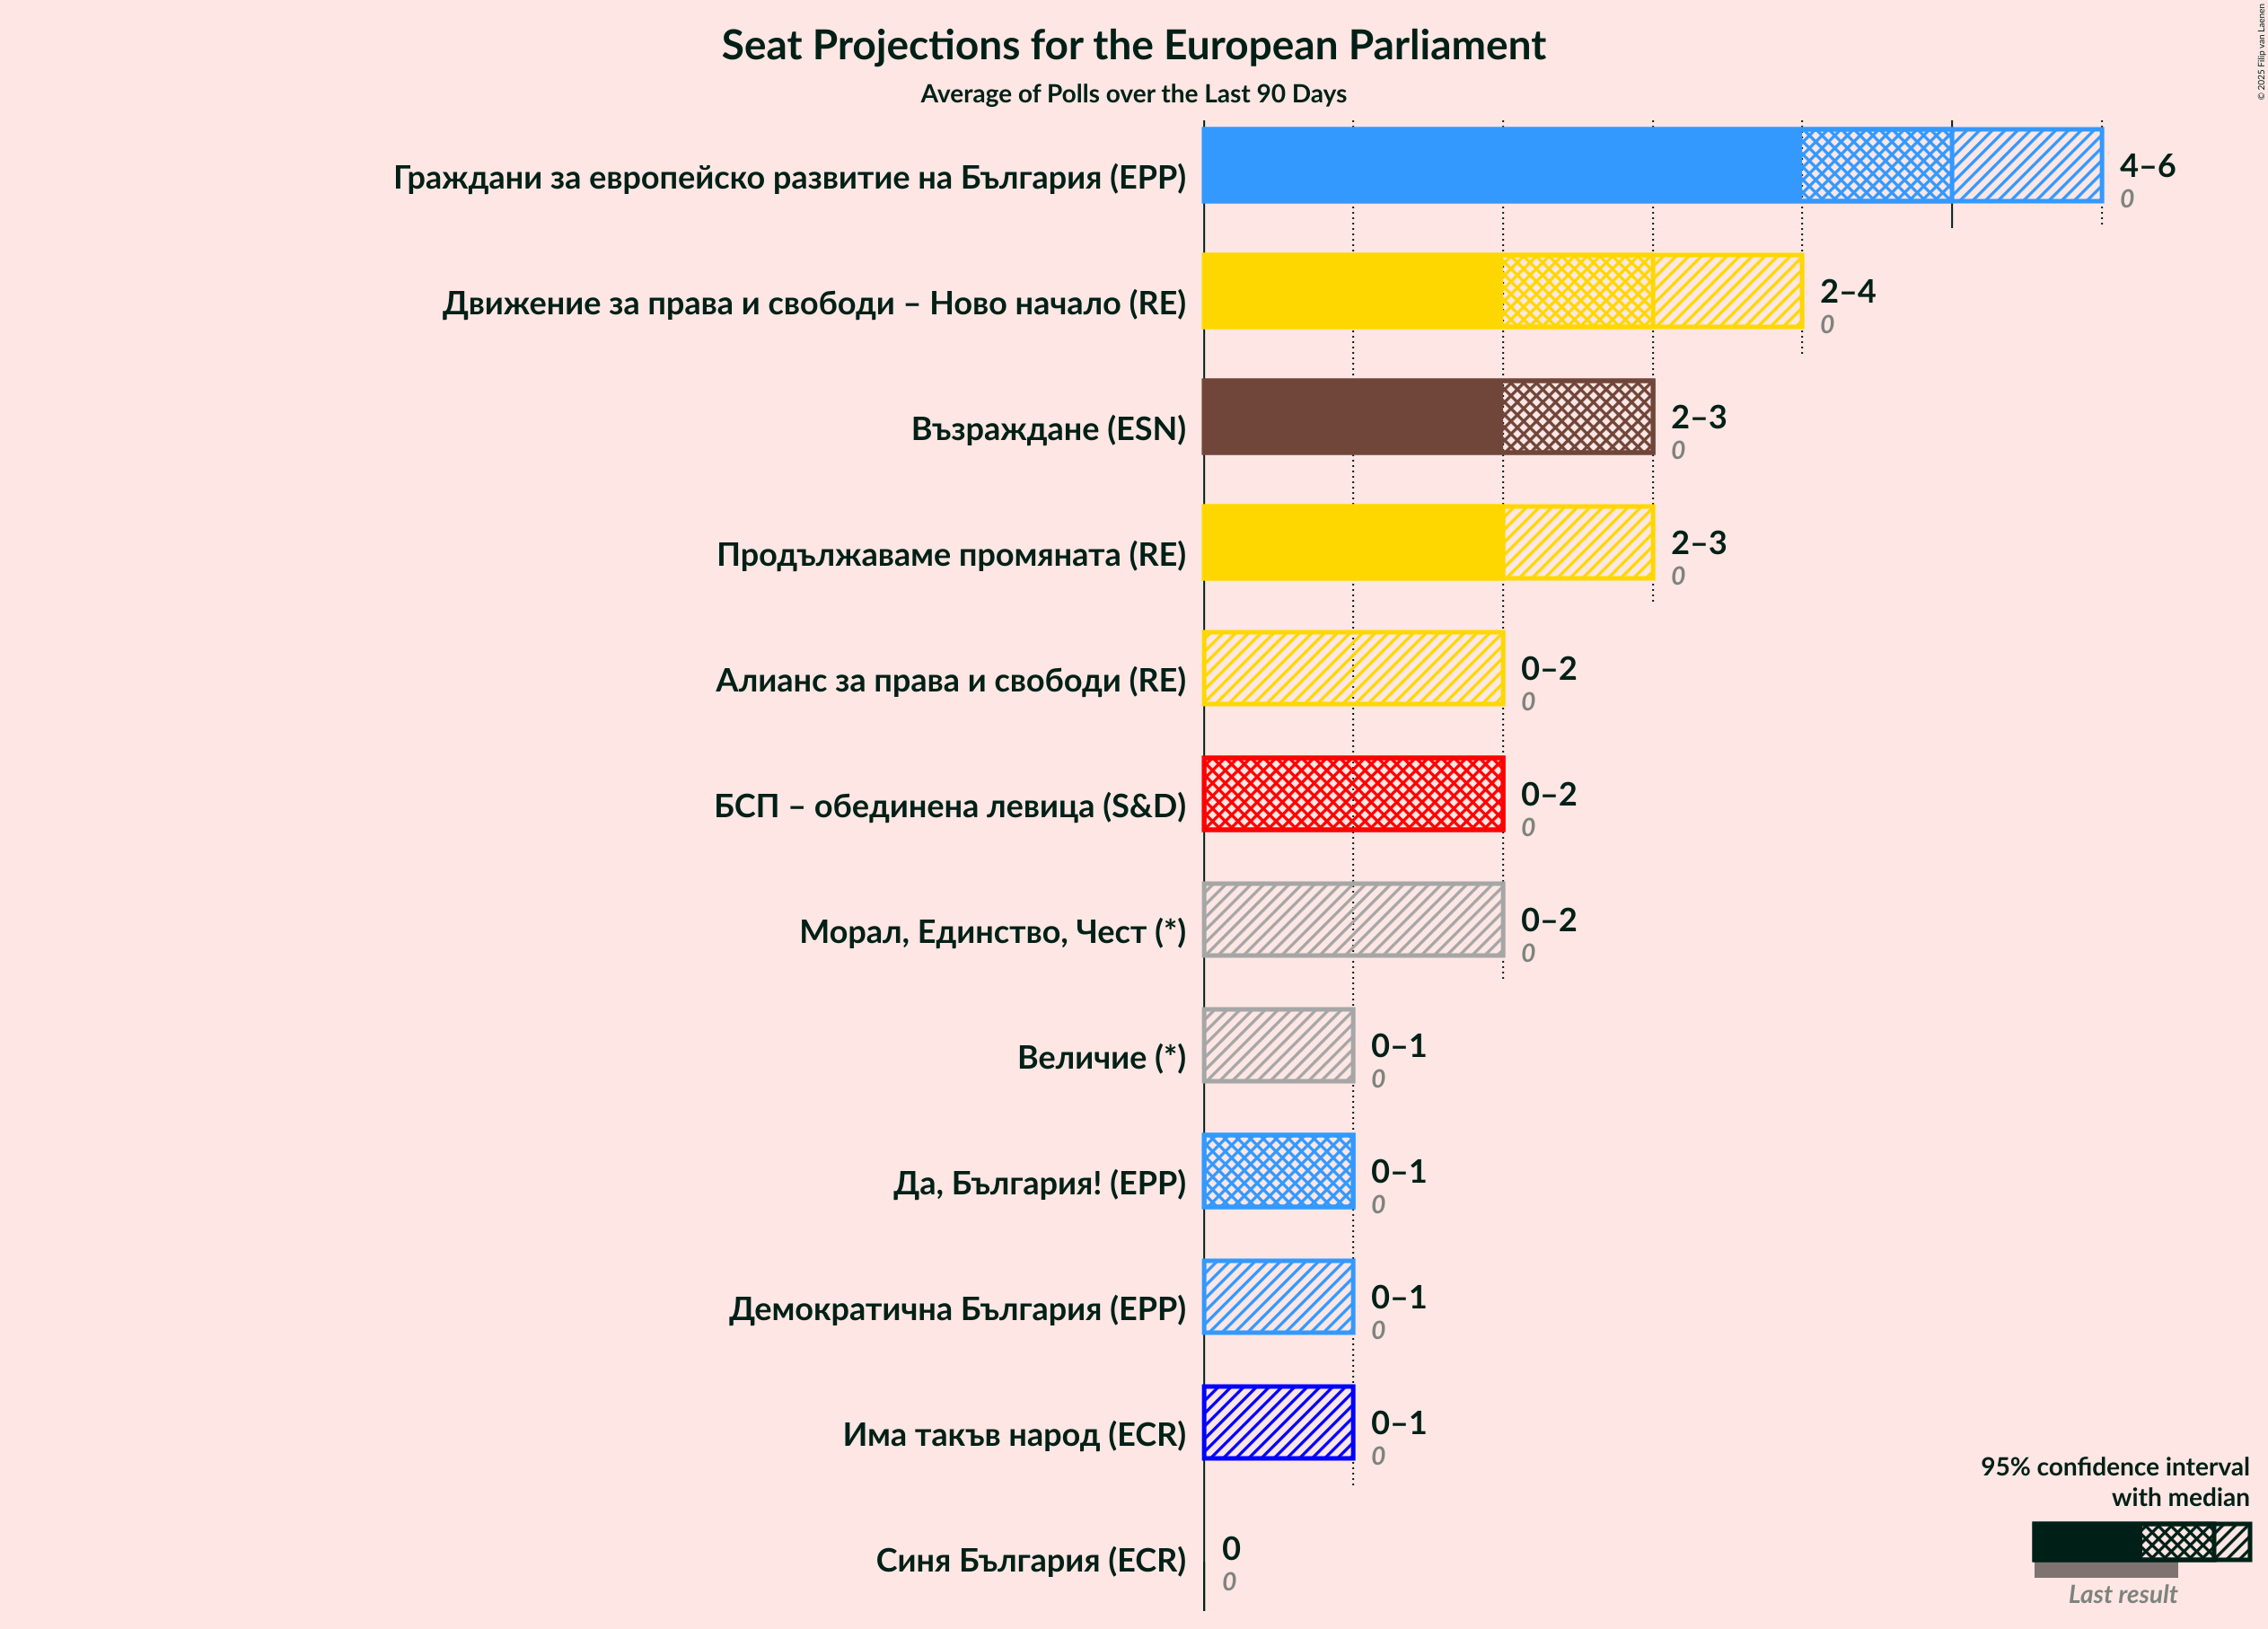 Seat Projections for the European Parliament
Average of Polls over the Last 90 Days
© 2025 Filip van Laenen
Граждани за европейско развитие на България (EPP)
4–6
0
Движение за права и свободи – Ново начало (RE)
2–4
0
Възраждане (ESN)
2–3
0
Продължаваме промяната (RE)
2–3
0
Алианс за права и свободи (RE)
0–2
0
БСП – обединена левица (S&D)
0–2
0
Морал, Единство, Чест (*)
0–2
0
Величие (*)
0–1
0
Да, България! (EPP)
0–1
0
Демократична България (EPP)
0–1
0
Има такъв народ (ECR)
0–1
0
Синя България (ECR)
0
0
95% confidence interval
with median
Last result